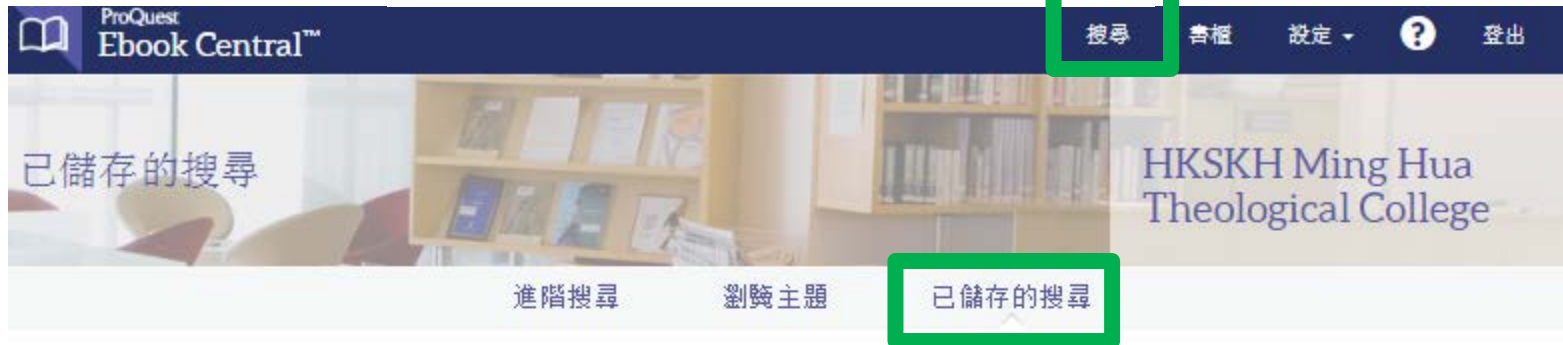 ProQuest
Ebook Central™
搜尋 書櫃 設定 ? 登出
已儲存的搜尋
HKSKH Ming Hua
Theological College
進階搜尋 瀏覽主題 已儲存的搜尋